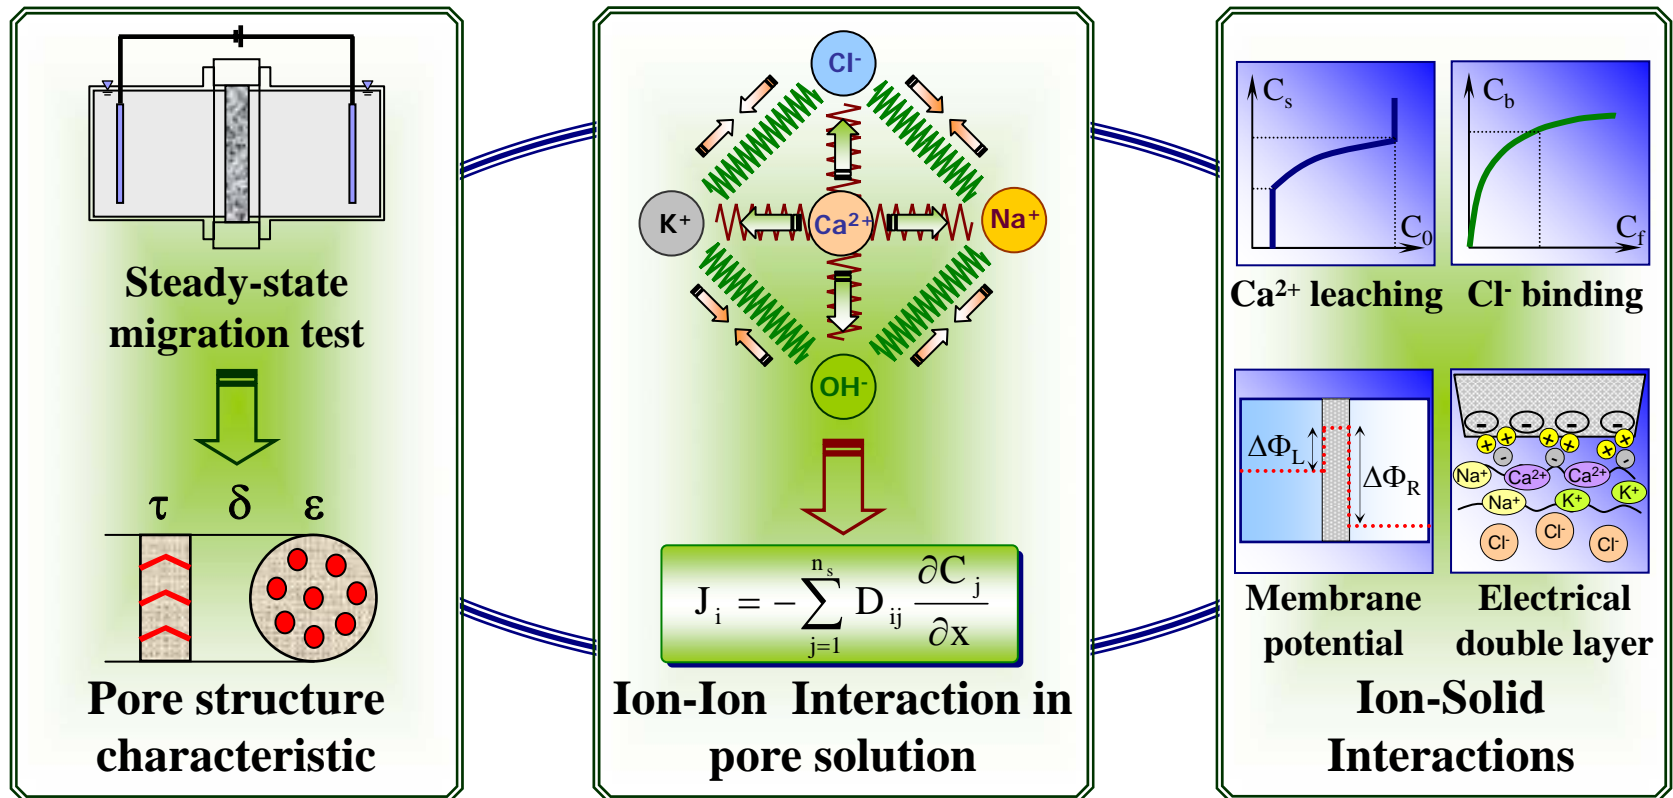 Steady-state
migration test
τ δ ε
Pore structure
characteristic
Cl⁻
K⁺
Ca²⁺
Na⁺
OH⁻
J_i = −∑_{j=1}^{n_s} D_{ij} ∂C_j/∂x
Ion-Ion Interaction in
pore solution
C_s
C_0
Ca²⁺ leaching
C_b
C_f
Cl⁻ binding
ΔΦ_L
ΔΦ_R
Membrane
potential
- - - -
+ + + + + +
- - -
Na⁺ Ca²⁺ Ca²⁺
Na⁺ K⁺ K⁺
Cl⁻ Cl⁻ Cl⁻
Electrical
double layer
Ion-Solid
Interactions